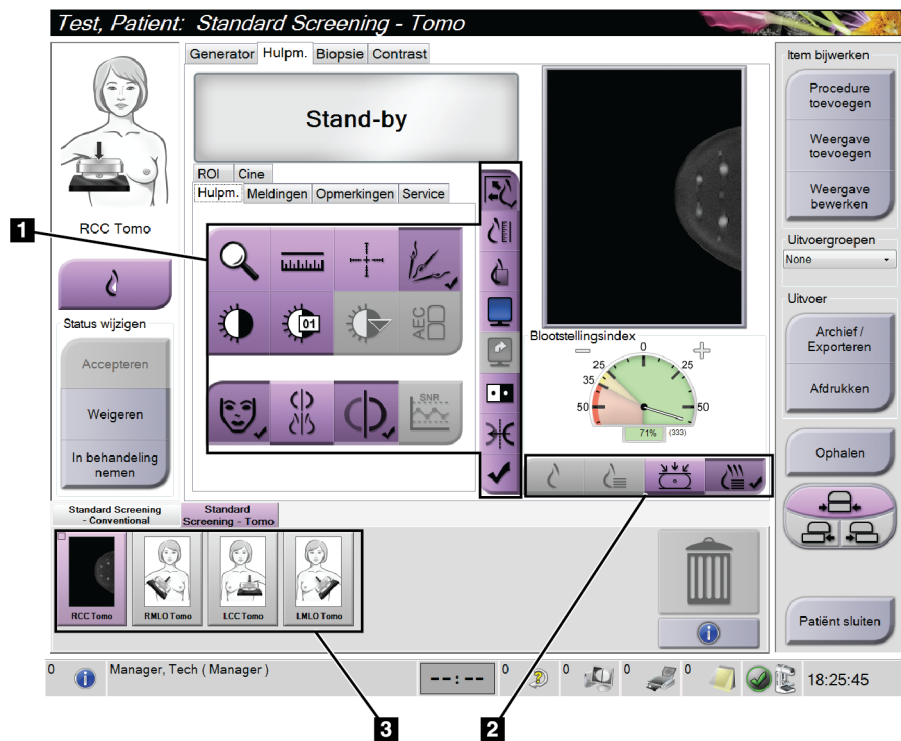 Test, Patient: Standard Screening - Tomo
Generator Hulpm. Biopsie Contrast
Stand-by
ROI Cine
Hulpm. Meldingen Opmerkingen Service
01
AEC
SNR
RCC Tomo
Status wijzigen
Accepteren
Weigeren
In behandeling
nemen
Blootstellingsindex
0
25 25
35
50 50
71% (333)
Item bijwerken
Procedure
toevoegen
Weergave
toevoegen
Weergave
bewerken
Uitvoergroepen
None
Uitvoer
Archief /
Exporteren
Afdrukken
Ophalen
Patiënt sluiten
Standard Screening
- Conventional
Standard
Screening - Tomo
RCC Tomo RMLO Tomo LCC Tomo LMLO Tomo
0 Manager, Tech ( Manager ) --:-- 0 0 0 0 18:25:45
1
2
3